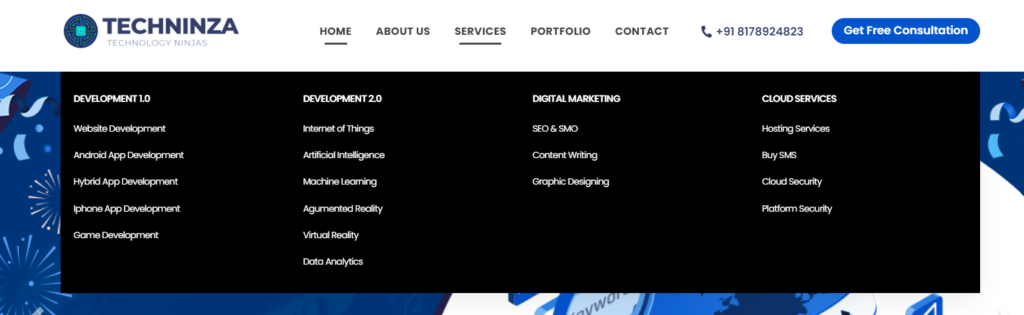 TECHNINZA
TECHNOLOGY NINJAS
HOME ABOUT US SERVICES PORTFOLIO CONTACT +91 8178924823 Get Free Consultation
DEVELOPMENT 1.0
Website Development
Android App Development
Hybrid App Development
Iphone App Development
Game Development
DEVELOPMENT 2.0
Internet of Things
Artificial Intelligence
Machine Learning
Agumented Reality
Virtual Reality
Data Analytics
DIGITAL MARKETING
SEO & SMO
Content Writing
Graphic Designing
CLOUD SERVICES
Hosting Services
Buy SMS
Cloud Security
Platform Security